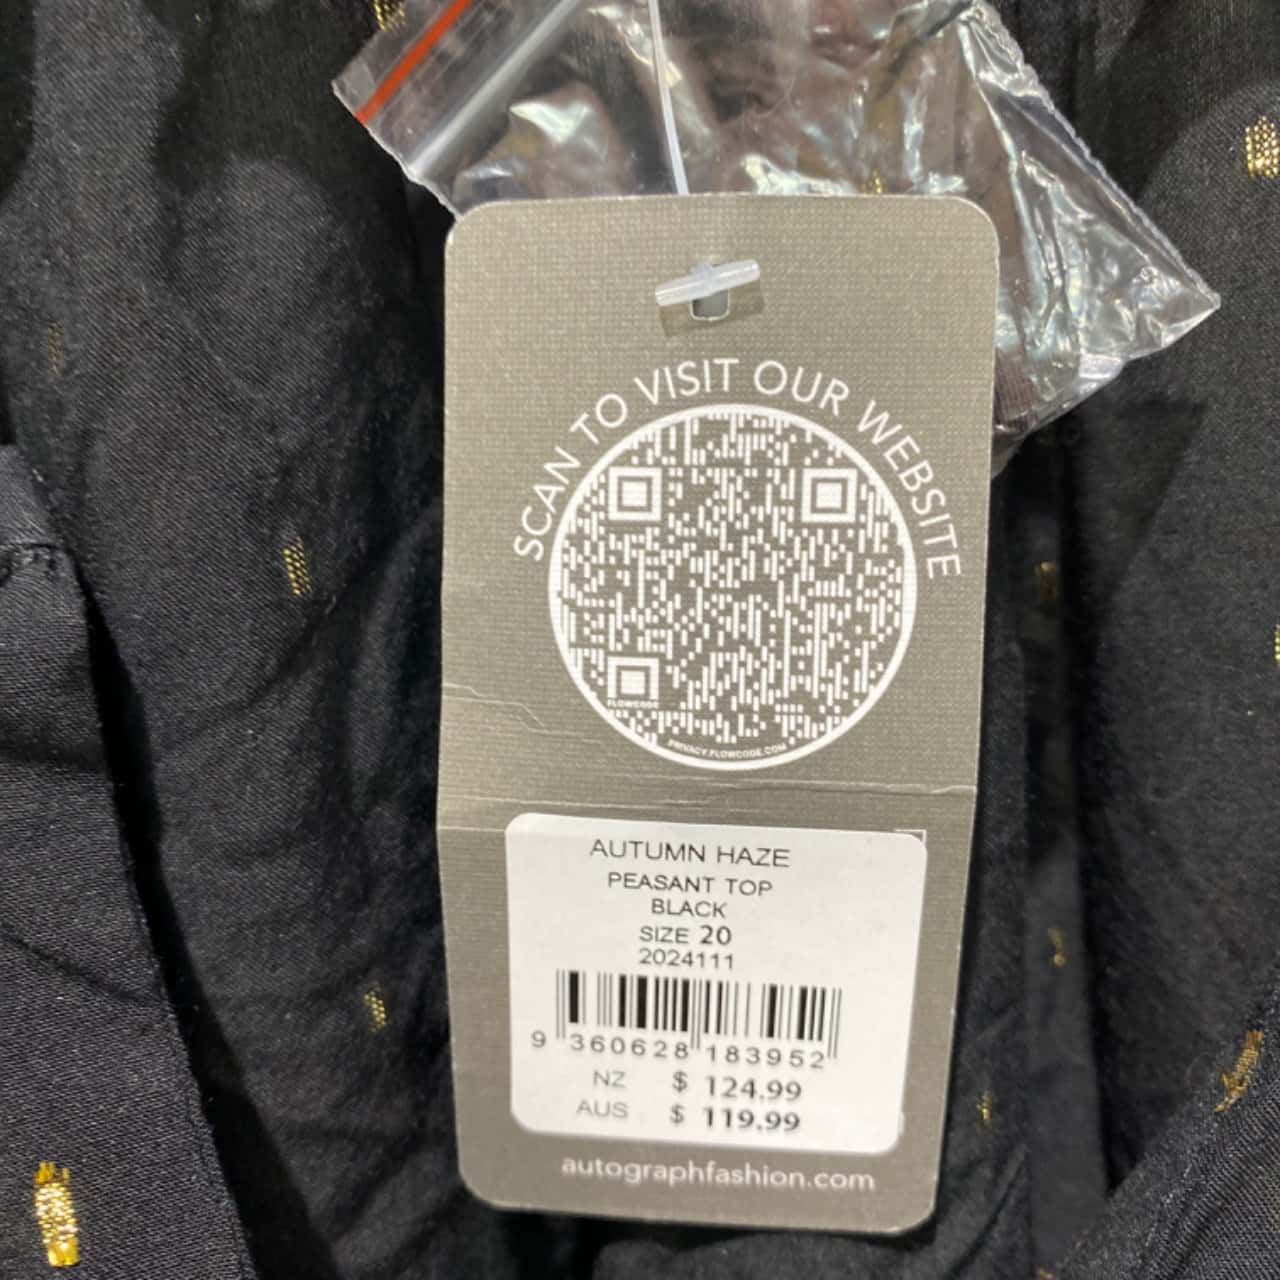 SCAN TO VISIT OUR WEBSITE
FLOWCODE
PRIVACY.FLOWCODE.COM
AUTUMN HAZE
PEASANT TOP
BLACK
SIZE 20
2024111
9 360628 183952
NZ $ 124.99
AUS $ 119.99
autographfashion.com